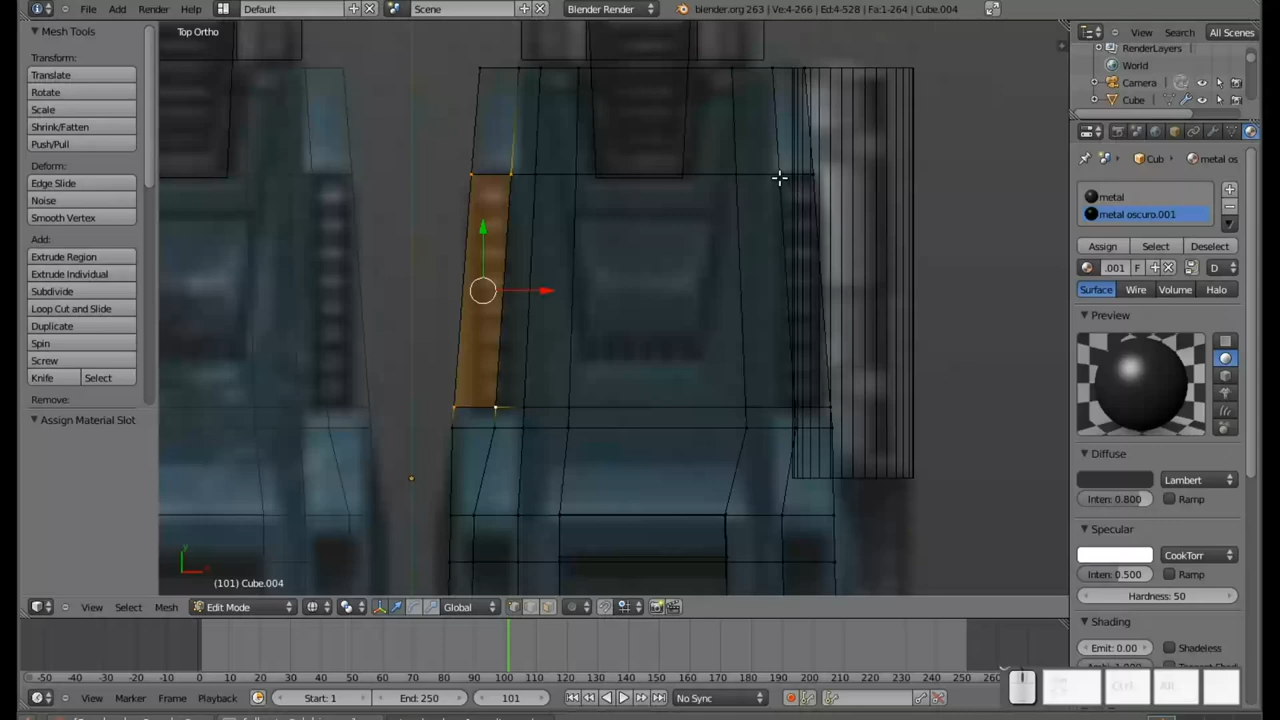 File Add Render Help Default Scene Blender Render blender.org 263 | Ve:4-266 | Ed:4-528 | Fa:1-264 | Cube.004
Mesh Tools
Transform:
Translate
Rotate
Scale
Shrink/Fatten
Push/Pull
Deform:
Edge Slide
Noise
Smooth Vertex
Add:
Extrude Region
Extrude Individual
Subdivide
Loop Cut and Slide
Duplicate
Spin
Screw
Knife Select
Remove:
Assign Material Slot
Top Ortho
(101) Cube.004
View Select Mesh Edit Mode Global
-50 -40 -30 -20 -10 0 10 20 30 40 50 60 70 80 90 100 110 120 130 140 150 160 170 180 190 200 210 220 230 240 250 260
View Marker Frame Playback Start: 1 End: 250 101 No Sync
View Search All Scenes
RenderLayers
World
Camera
Cube
Cub metal os
metal
metal oscuro.001
Assign Select Deselect
.001 F D
Surface Wire Volume Halo
Preview
Diffuse
Lambert
Inten: 0.800 Ramp
Specular
CookTorr
Inten: 0.500 Ramp
Hardness: 50
Shading
Emit: 0.00 Shadeless
Ctrl Alt